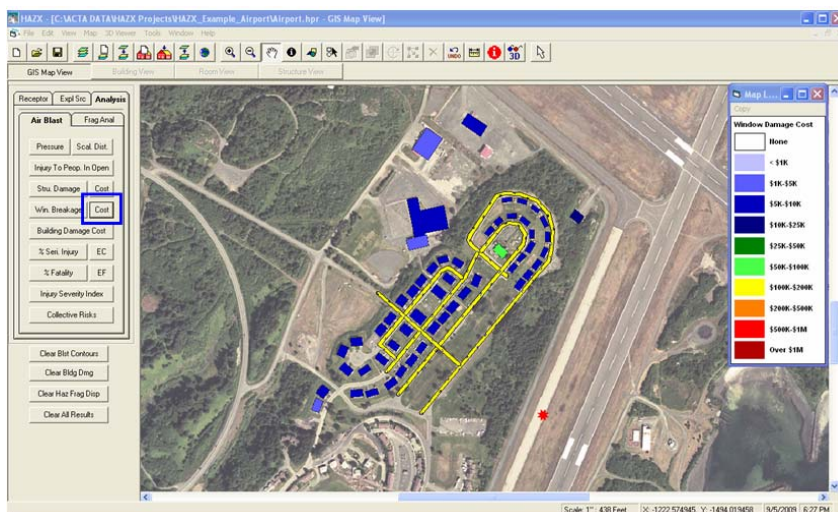 HAZX - [C:\ACTA DATA\HAZX Projects\HAZX_Example_Airport\Airport.hpr - GIS Map View]
File Edit View Map 3D Viewer Tools Window Help
UNDO 3D
GIS Map View Building View Room View Structure View
Receptor Expl Src Analysis
Air Blast Frag Anal
Pressure Scal. Dist.
Injury To Peop. In Open
Stru. Damage Cost
Win. Breakage Cost
Building Damage Cost
% Seri. Injury EC
% Fatality EF
Injury Severity Index
Collective Risks
Clear Blst Contours
Clear Bldg Dmg
Clear Haz Frag Disp
Clear All Results
Map L...
Copy
Window Damage Cost
None
< $1K
$1K-$5K
$5K-$10K
$10K-$25K
$25K-$50K
$50K-$100K
$100K-$200K
$200K-$500K
$500K-$1M
Over $1M
Scale: 1" : 438 Feet X: -1222.574945, Y: -1494.019458 9/5/2009 6:27 PM